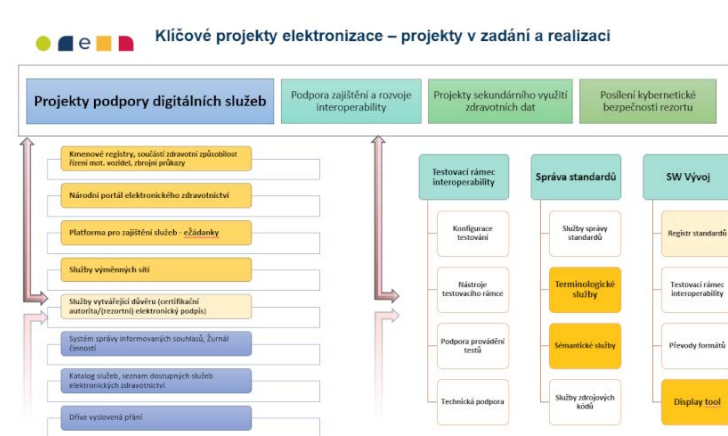 Klíčové projekty elektronizace – projekty v zadání a realizaci
Projekty podpory digitálních služeb
Podpora zajištění a rozvoje
interoperability
Projekty sekundárního využití
zdravotních dat
Posílení kybernetické
bezpečnosti rezortu
Kmenové registry, součástí zdravotní způsobilost
řízení mot. vozidel, zbrojní průkazy
Národní portál elektronického zdravotnictví
Platforma pro zajištění služeb - eŽádanky
Služby výměnných sítí
Služby vytvářející důvěru (certifikační
autorita/(rezortní) elektronický podpis)
Systém správy informovaných souhlasů, Žurnál
činností
Katalog služeb, seznam dostupných služeb
elektronických zdravotnictví
Dříve vyslovená přání
Testovací rámec
interoperability
Konfigurace
testování
Nástroje
testovacího rámce
Podpora provádění
testů
Technická podpora
Správa standardů
Služby správy
standardů
Terminologické
služby
Sémantické služby
Služby zdrojových
kódů
SW Vývoj
Registr standardů
Testovací rámec
interoperability
Převody formátů
Display tool